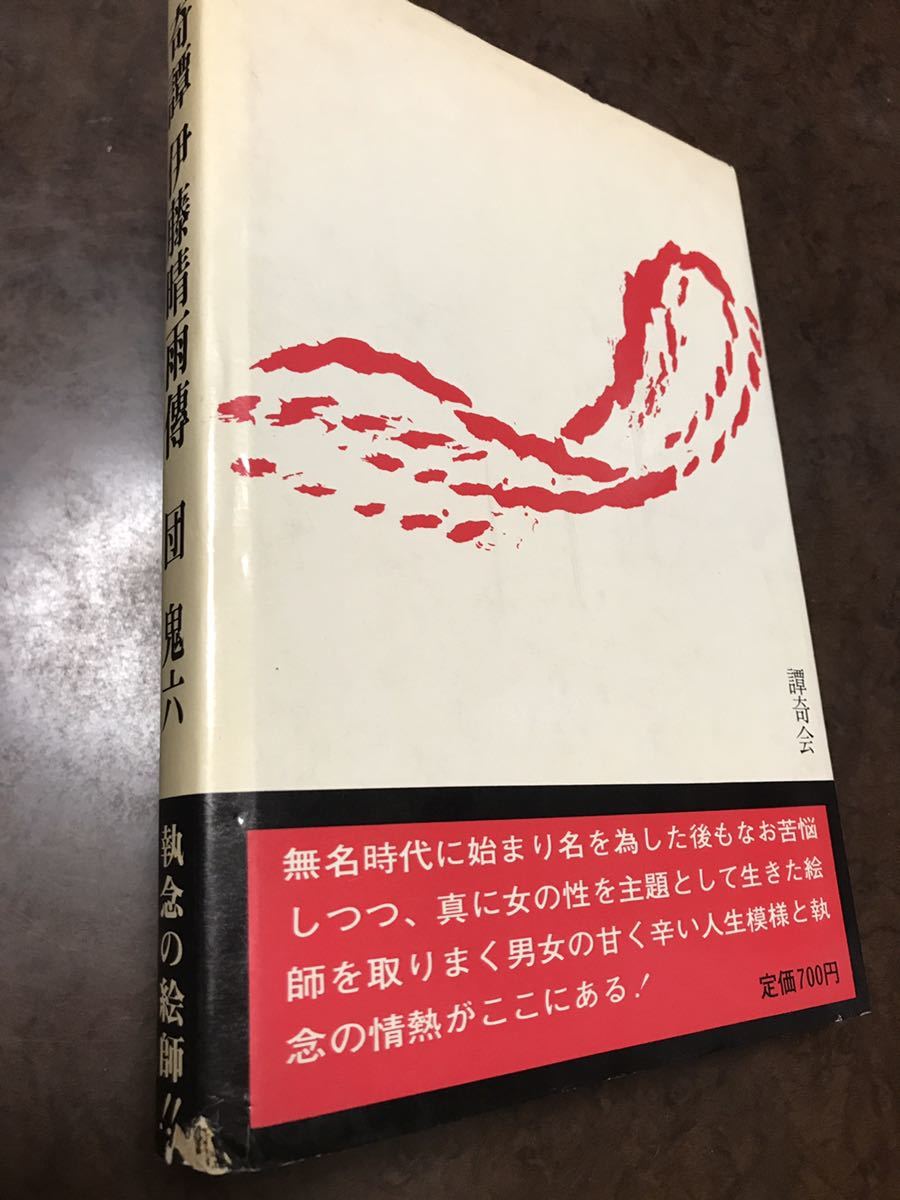 奇譚 伊藤晴雨傳 団 鬼六
執念の絵師!!
譚奇会
無名時代に始まり名を為した後もなお苦悩
しつつ、真に女の性を主題として生きた絵
師を取りまく男女の甘く辛い人生模様と執
念の情熱がここにある!
定価700円